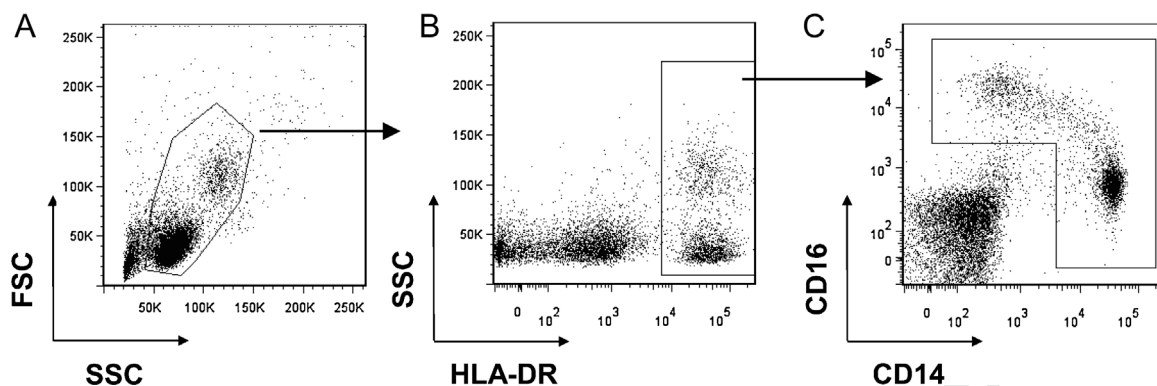 A
250K
200K
150K
100K
50K
50K 100K 150K 200K 250K
FSC
SSC
B
250K
200K
150K
100K
50K
0 10² 10³ 10⁴ 10⁵
SSC
HLA-DR
C
10⁵
10⁴
10³
10²
0
0 10² 10³ 10⁴ 10⁵
CD16
CD14